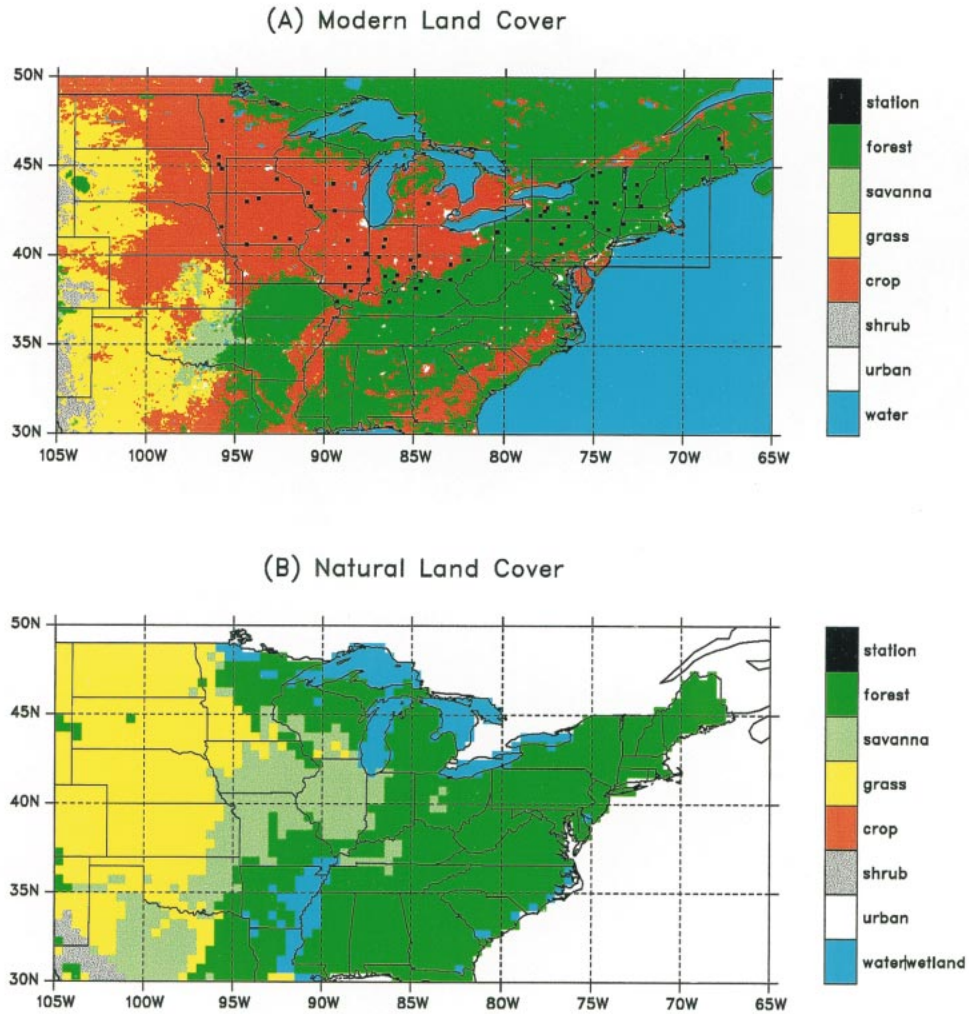 (A) Modern Land Cover
50N
45N
40N
35N
30N
105W 100W 95W 90W 85W 80W 75W 70W 65W
station
forest
savanna
grass
crop
shrub
urban
water
(B) Natural Land Cover
50N
45N
40N
35N
30N
105W 100W 95W 90W 85W 80W 75W 70W 65W
station
forest
savanna
grass
crop
shrub
urban
water|wetland